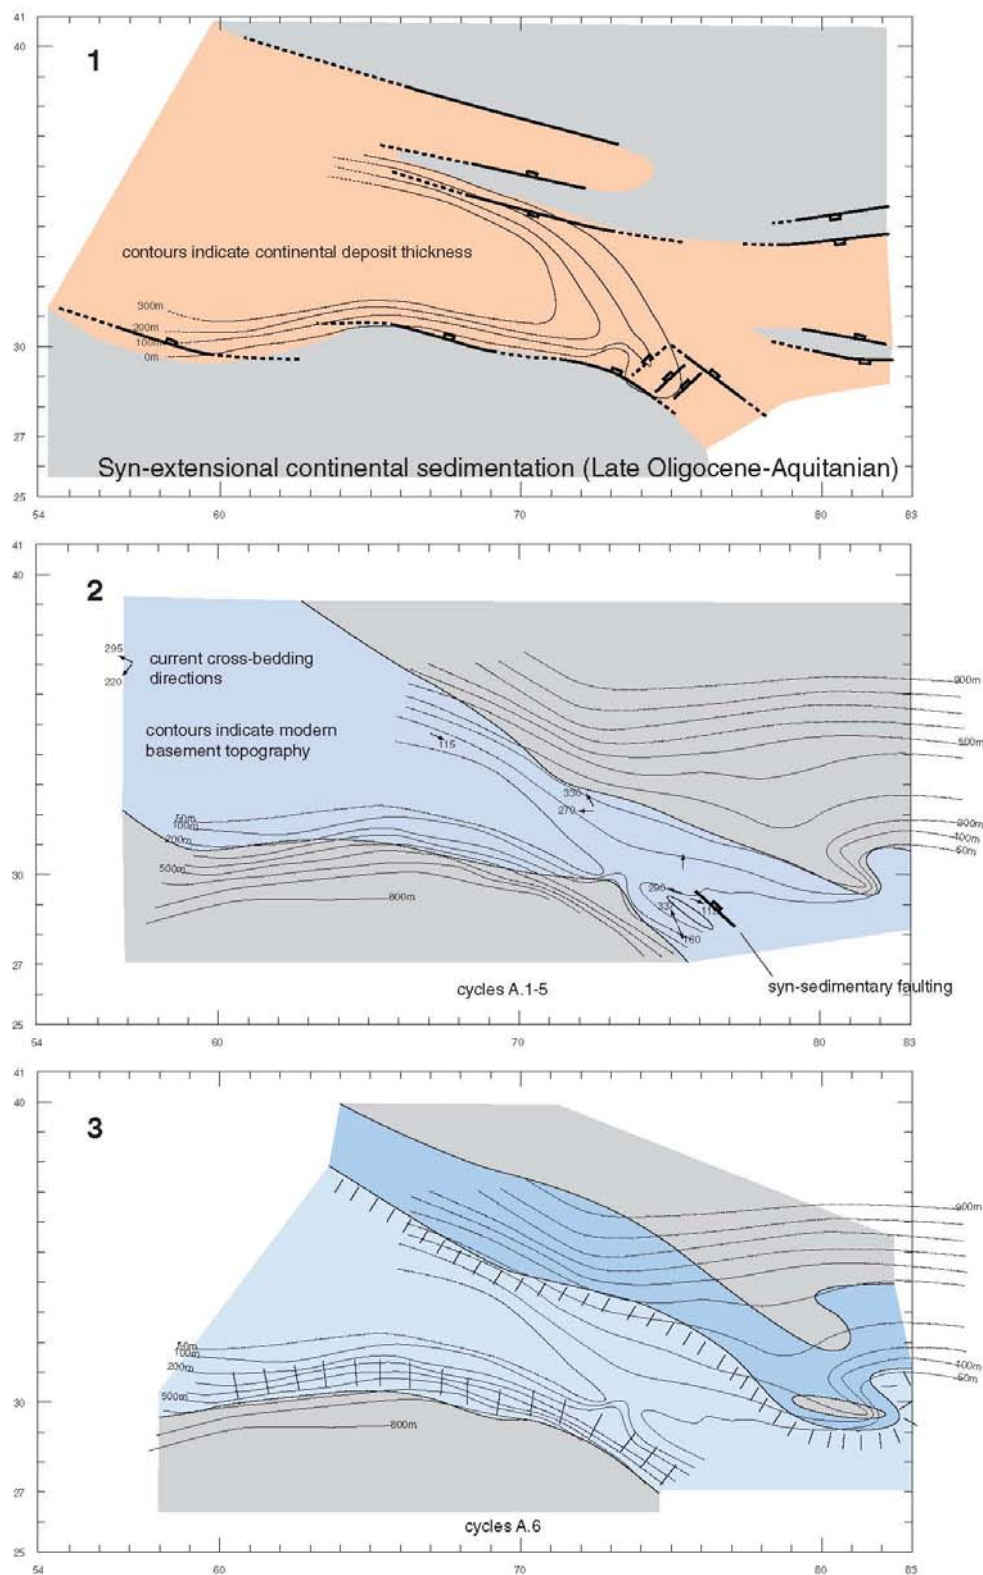 41
40
1
contours indicate continental deposit thickness
300m
200m
100m
0m
30
27
Syn-extensional continental sedimentation (Late Oligocene-Aquitanian)
25
54 60 70 80 83
41
40
2
295
220
current cross-bedding
directions
contours indicate modern
basement topography
115
900m
500m
330
270
50m
100m
200m
500m
800m
100m
50m
30
290
160
27
syn-sedimentary faulting
cycles A.1-5
25
54 60 70 80 83
41
40
3
900m
50m
100m
200m
500m
800m
100m
50m
30
27
cycles A.6
25
54 60 70 80 83